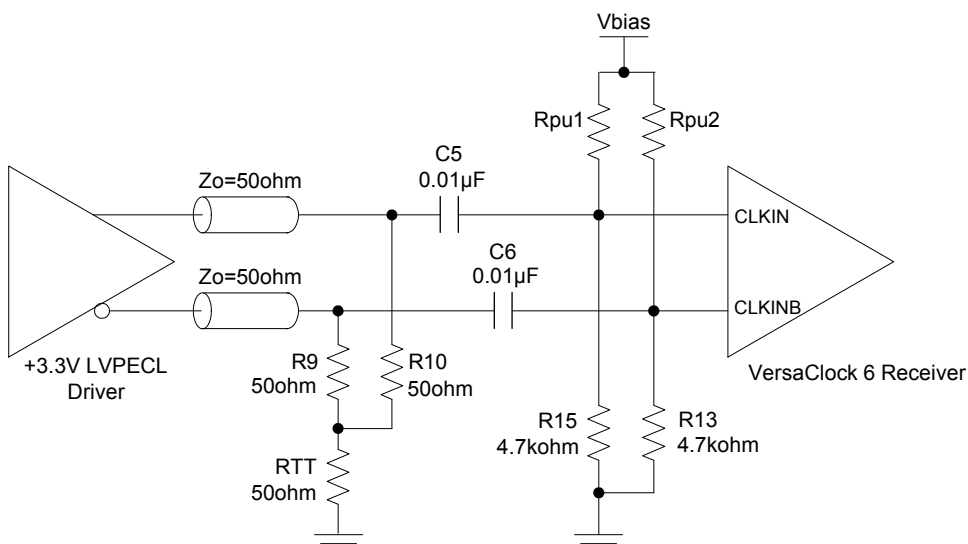 Vbias
Rpu1
Rpu2
C5
0.01µF
Zo=50ohm
CLKIN
C6
0.01µF
Zo=50ohm
CLKINB
+3.3V LVPECL
Driver
R9
50ohm
R10
50ohm
VersaClock 6 Receiver
R15
4.7kohm
R13
4.7kohm
RTT
50ohm